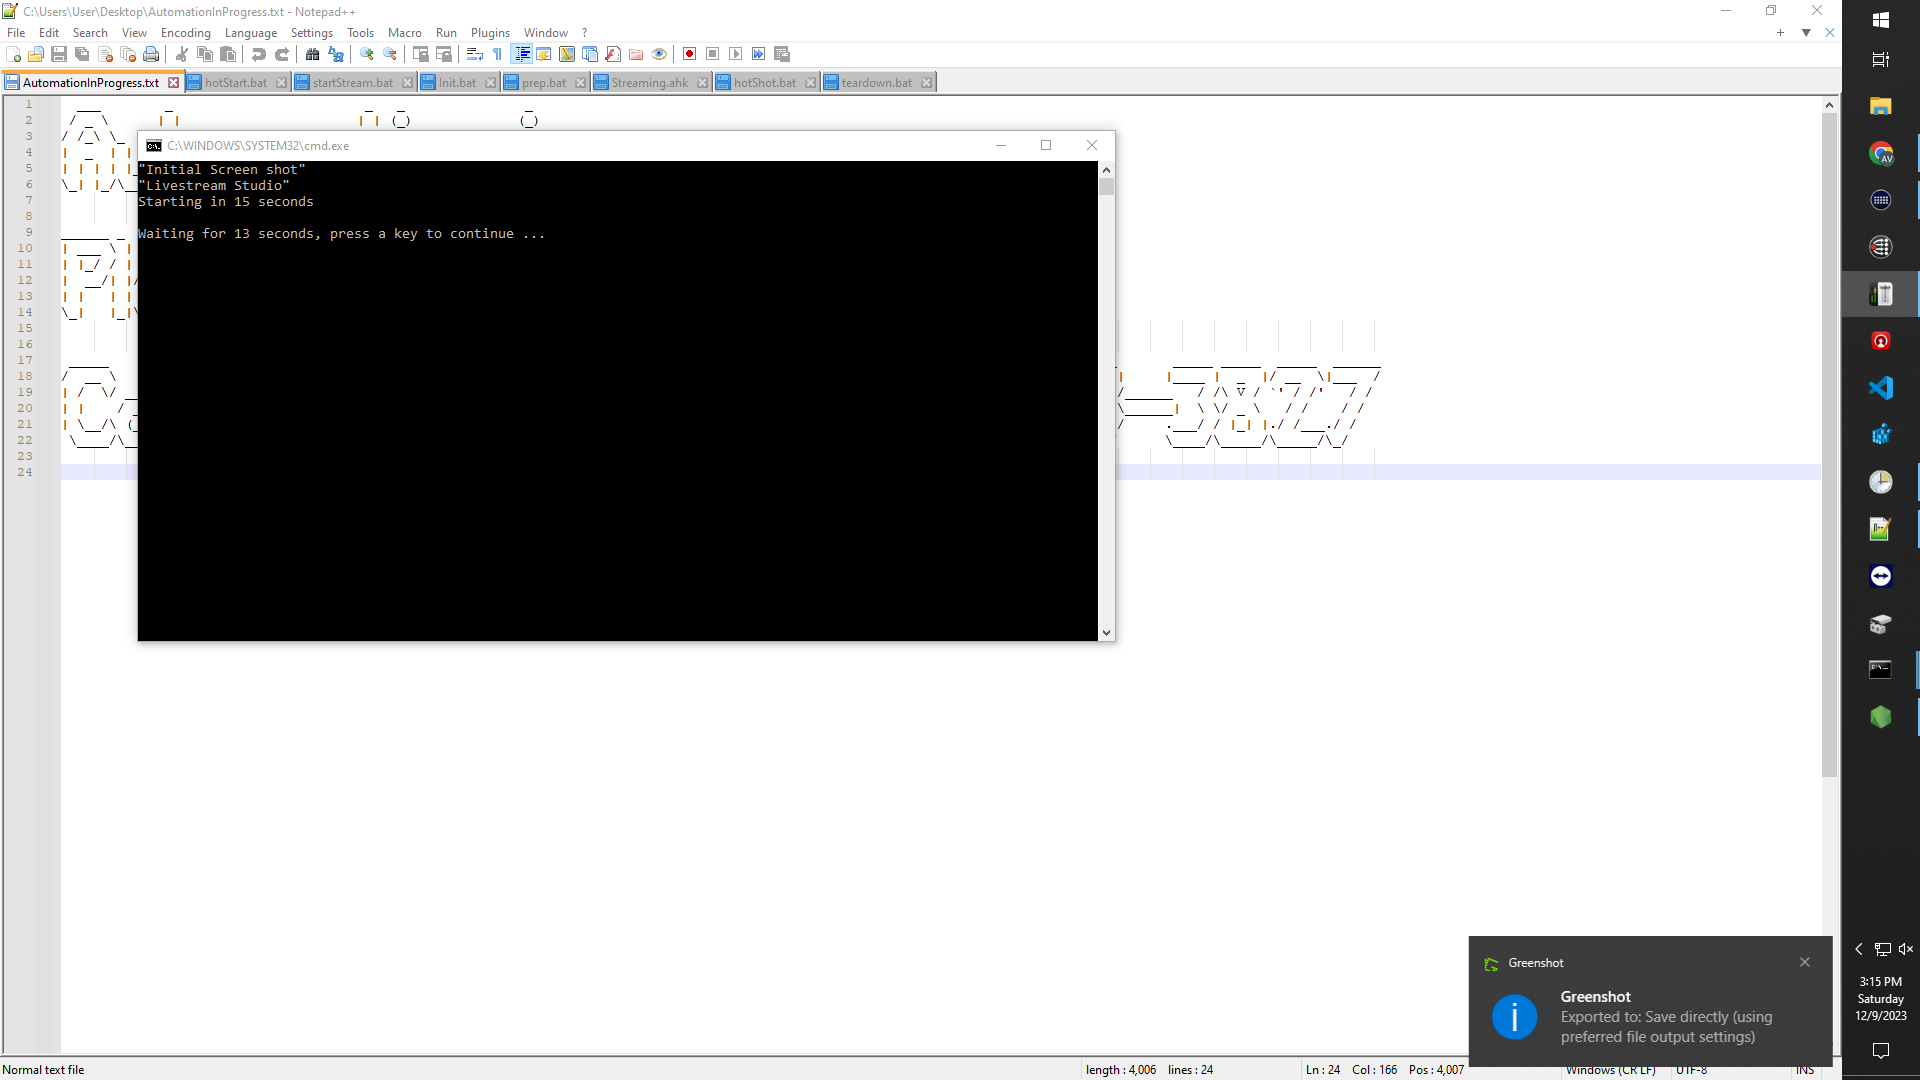 C:\Users\User\Desktop\AutomationInProgress.txt - Notepad++
File Edit Search View Encoding Language Settings Tools Macro Run Plugins Window ?
AutomationInProgress.txt hotStart.bat startStream.bat Init.bat prep.bat Streaming.ahk hotShot.bat teardown.bat
1
2
3
4
5
6
7
8
9
10
11
12
13
14
15
16
17
18
19
20
21
22
23
24
C:\WINDOWS\SYSTEM32\cmd.exe
"Initial Screen shot"
"Livestream Studio"
Starting in 15 seconds
Waiting for 13 seconds, press a key to continue ...
-3827
AV
Greenshot
Greenshot
Exported to: Save directly (using
preferred file output settings)
3:15 PM
Saturday
12/9/2023
Normal text file length : 4,006 lines : 24 Ln : 24 Col : 166 Pos : 4,007 Windows (CR LF) UTF-8 INS